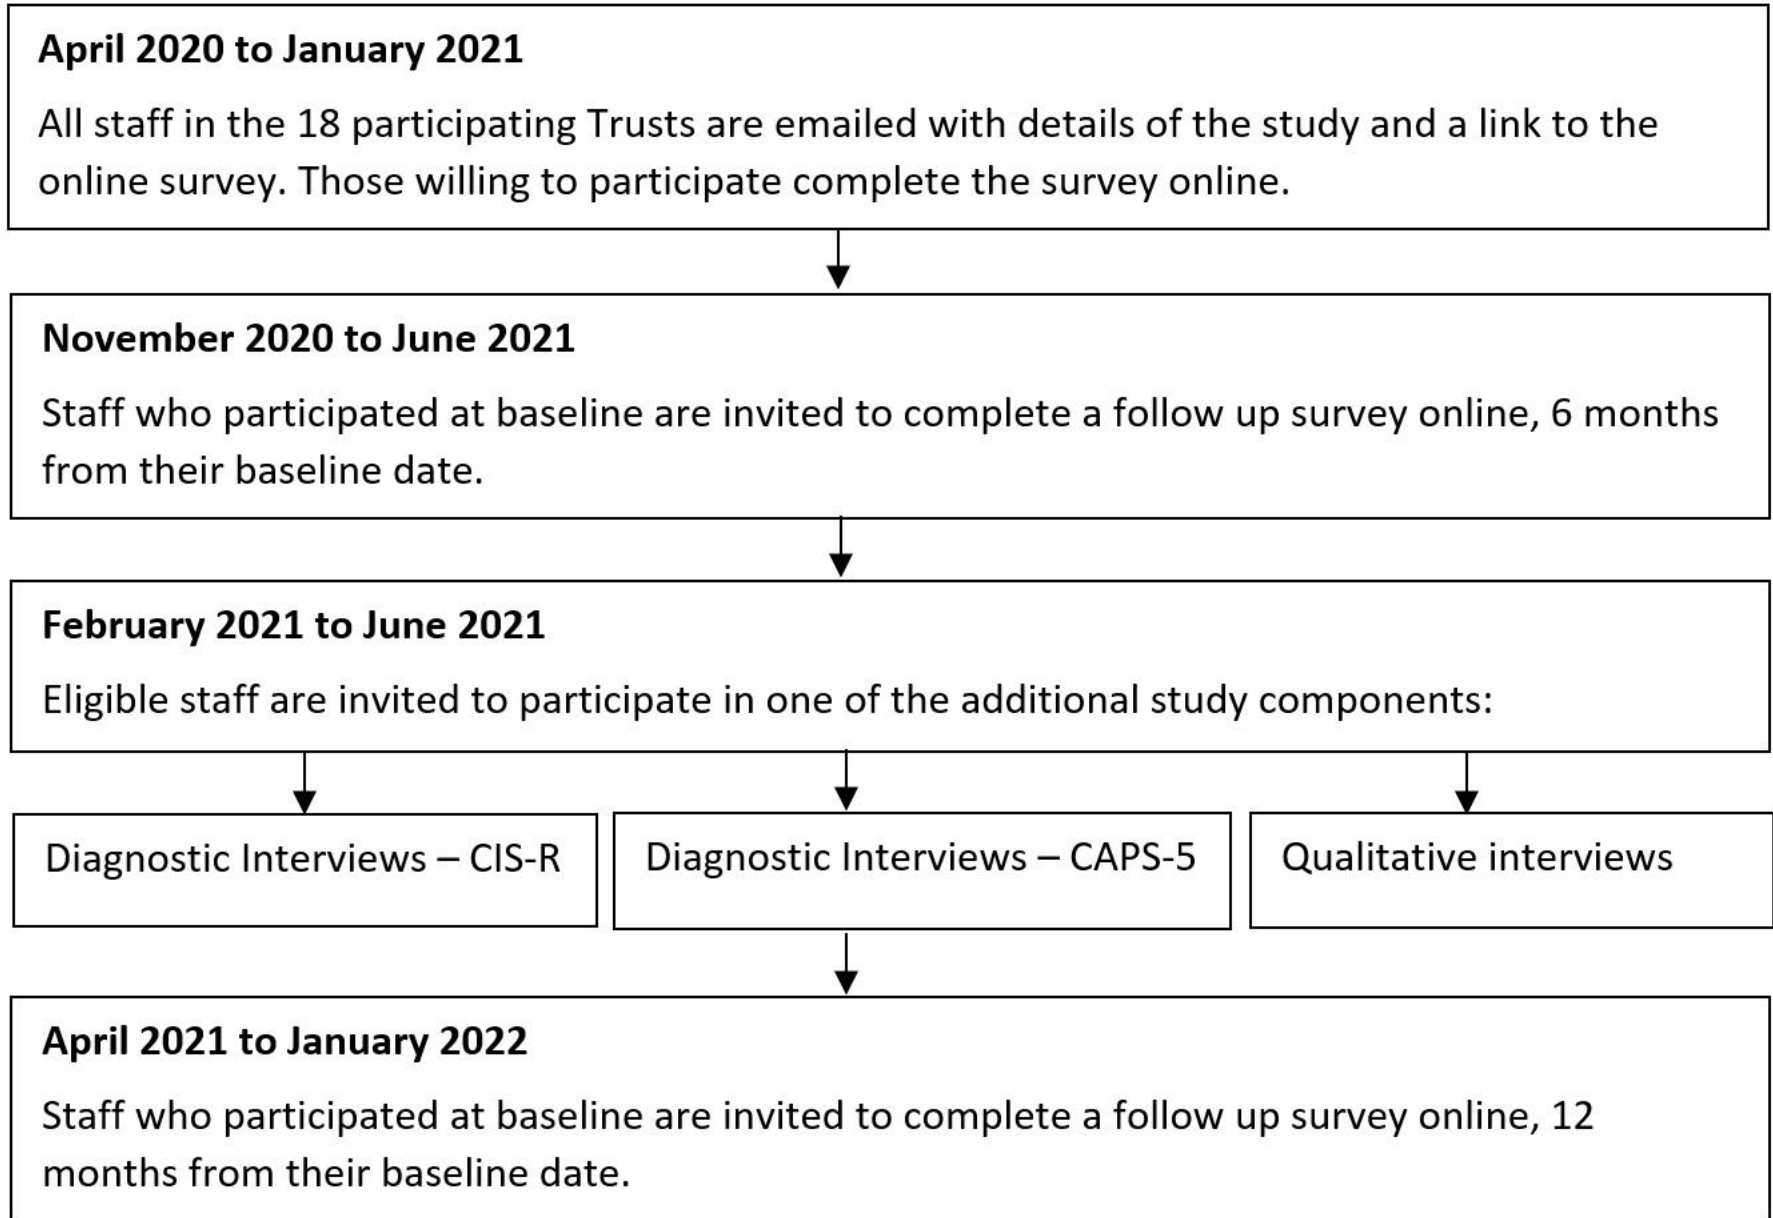 April 2020 to January 2021
All staff in the 18 participating Trusts are emailed with details of the study and a link to the
online survey. Those willing to participate complete the survey online.
November 2020 to June 2021
Staff who participated at baseline are invited to complete a follow up survey online, 6 months
from their baseline date.
February 2021 to June 2021
Eligible staff are invited to participate in one of the additional study components:
Diagnostic Interviews – CIS-R
Diagnostic Interviews – CAPS-5
Qualitative interviews
April 2021 to January 2022
Staff who participated at baseline are invited to complete a follow up survey online, 12
months from their baseline date.